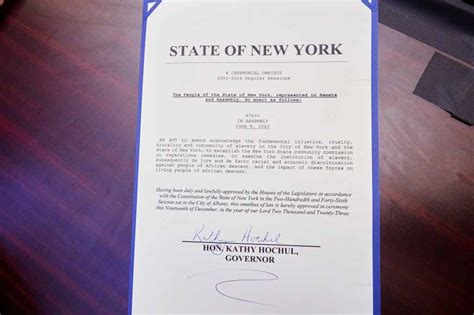 STATE OF NEW YORK
A CEREMONIAL OMNIBUS
2023-2024 Regular Sessions
The People of the State of New York, represented in Senate
and Assembly, do enact as follows:
A7691
IN ASSEMBLY
June 6, 2023
AN ACT to amend acknowledge the fundamental injustice, cruelty,
brutality and inhumanity of slavery in the City of New York and the
State of New York; to establish the New York State community commission
on reparations remedies, to examine the institution of slavery,
subsequently de jure and de facto racial and economic discrimination
against people of African descent, and the impact of these forces on
living people of African descent.
Having been duly and lawfully approved by the Houses of the Legislature in accordance
with the Constitution of the State of New York in the Two-Hundredth and Forty-Sixth
Session sat in the City of Albany; this omnibus of law is hereby approved in ceremony
this Nineteenth of December, in the year of our Lord Two Thousand and Twenty-Three
Kathy Hochul
HON. KATHY HOCHUL,
GOVERNOR